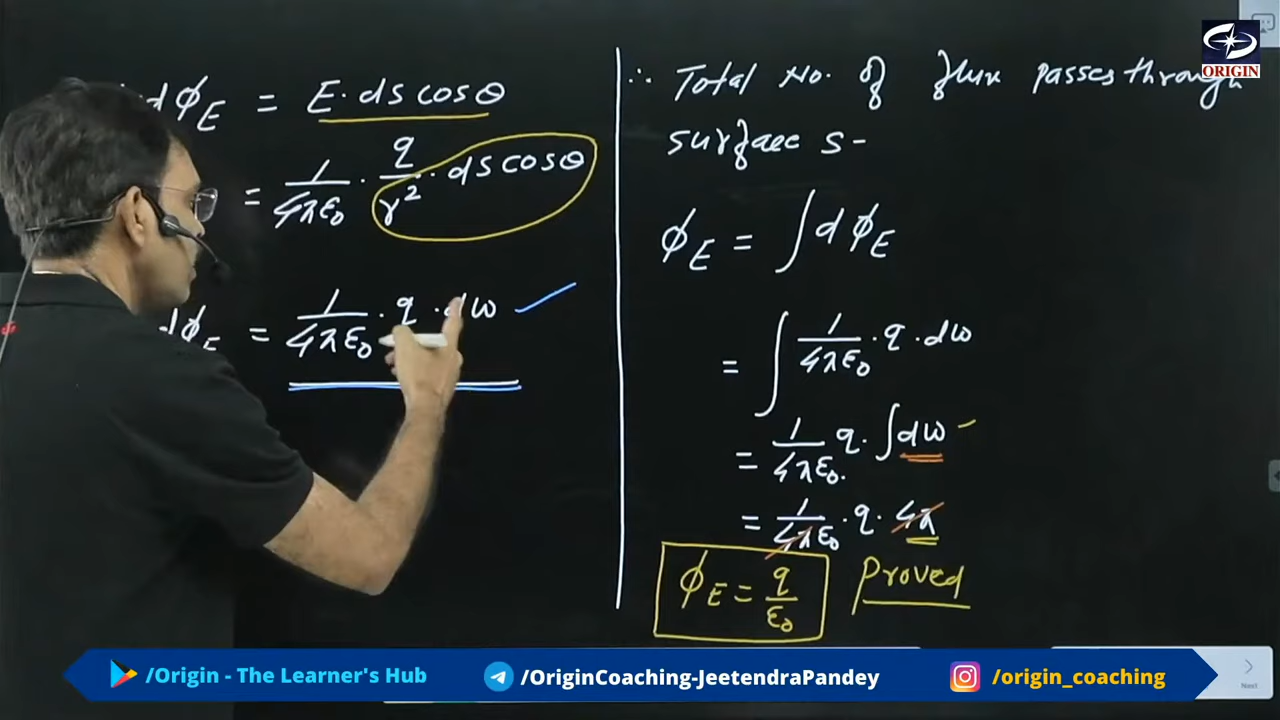 dϕE = E. ds cosθ
= 1/4πε0 . q/r² . ds cosθ
dϕE = 1/4πε0 . q . dω
∴ Total No. of flux passes through
surface s -
ϕE = ∫dϕE
= ∫ 1/4πε0 . q . dω
= 1/4πε0 . q . ∫dω
= 1/4πε0 . q . 4π
ϕE = q/ε0 Proved
ORIGIN
Next
/Origin - The Learner's Hub
/OriginCoaching-JeetendraPandey
/origin_coaching